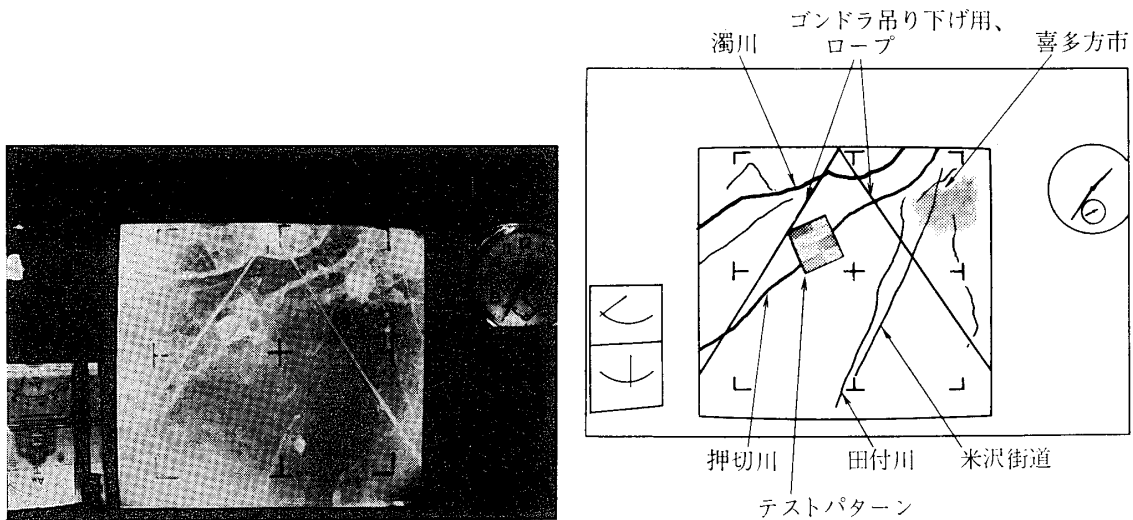 ゴンドラ吊り下げ用、
ロープ
濁川
喜多方市
押切川
田付川
米沢街道
テストパターン